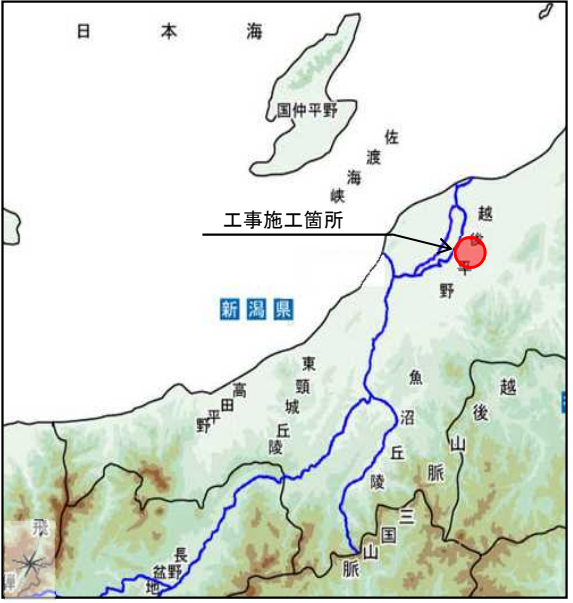 日本海
国仲平野
佐渡海峡
工事施工箇所
越後平野
新潟県
東頸城丘陵
高田平野
魚沼丘陵
越後山脈
三国山脈
長野盆地
飛騨